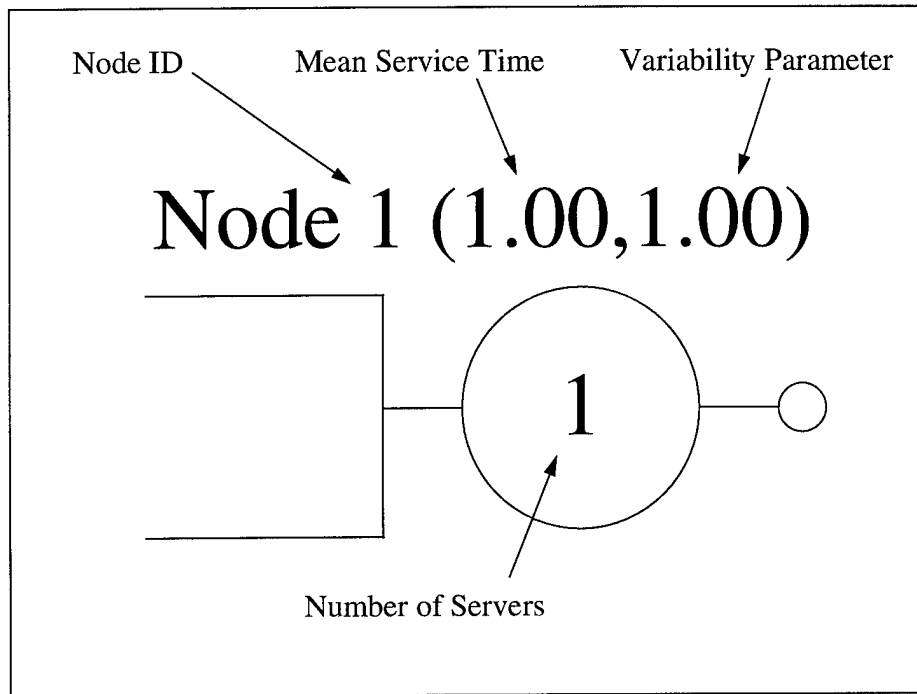 Node ID
Mean Service Time
Variability Parameter
Node 1 (1.00,1.00)
1
Number of Servers